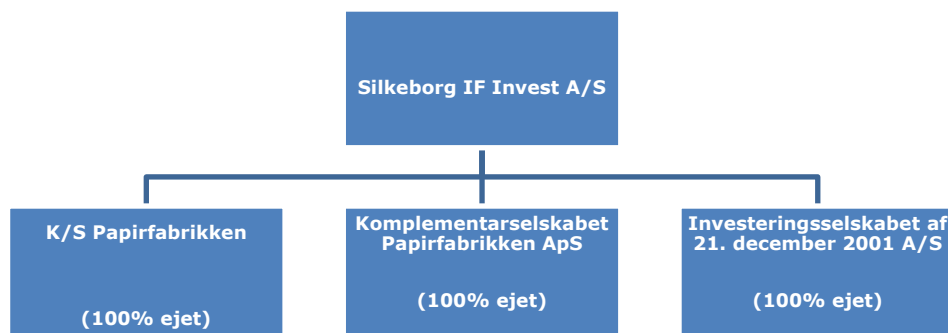 Silkeborg IF Invest A/S
K/S Papirfabrikken
(100% ejet)
Komplementarselskabet
Papirfabrikken ApS
(100% ejet)
Investeringsselskabet af
21. december 2001 A/S
(100% ejet)